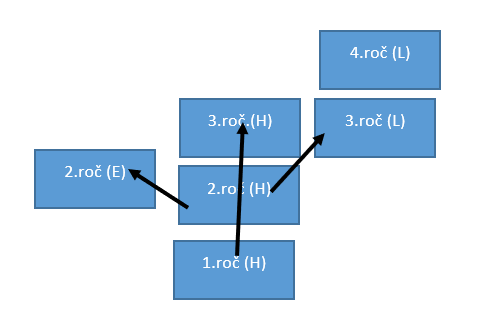 4.roč (L)
3.roč.(H)
3.roč (L)
2.roč (E)
2.roč (H)
1.roč (H)